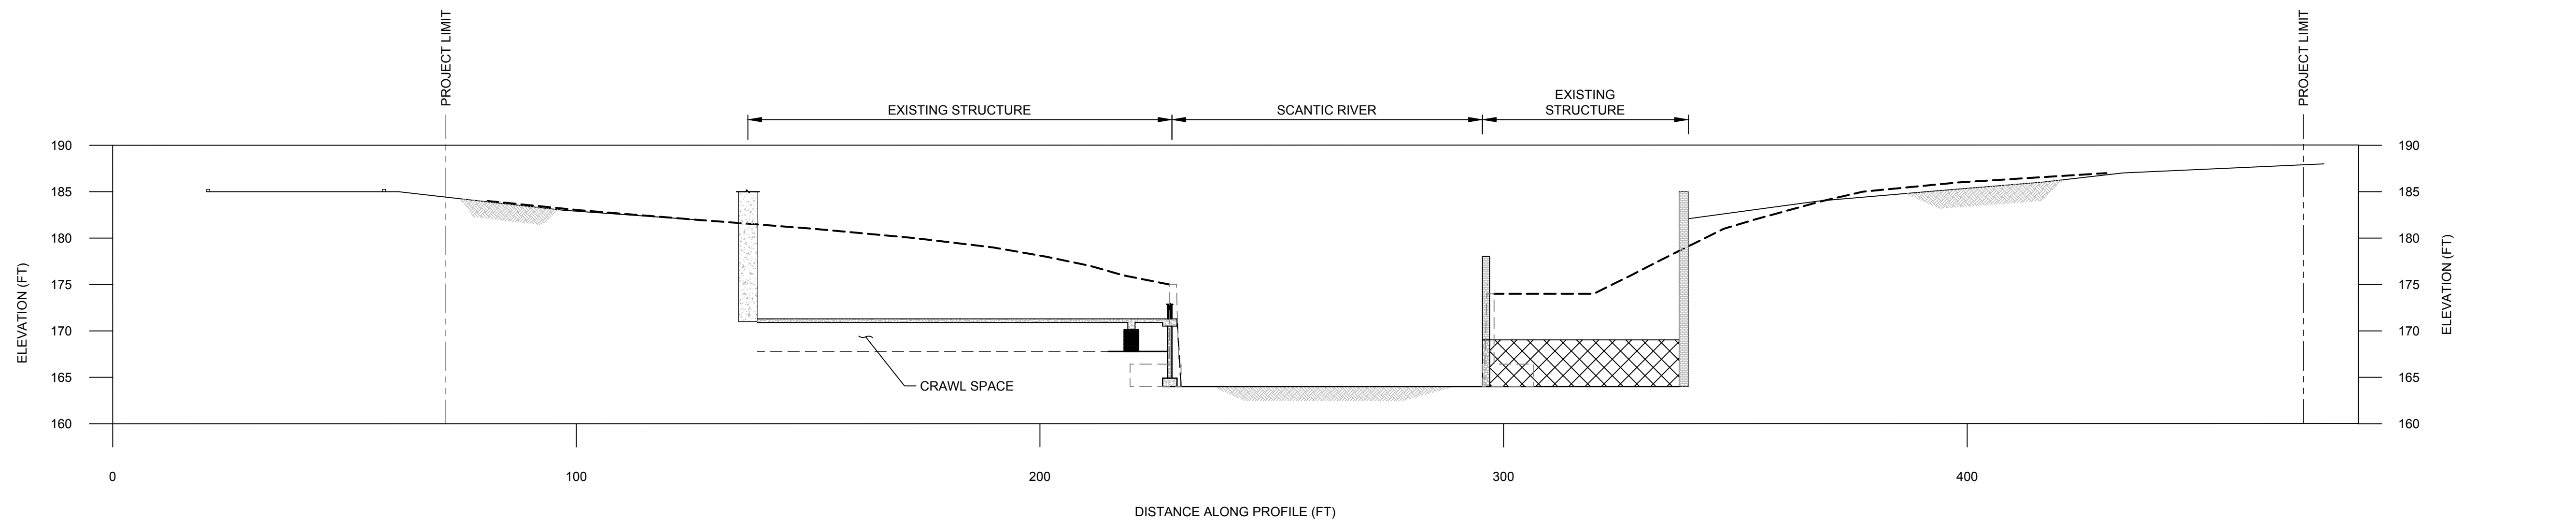 PROJECT LIMIT
PROJECT LIMIT
EXISTING STRUCTURE
SCANTIC RIVER
EXISTING
STRUCTURE
190
190
185
185
180
180
175
175
170
170
165
165
160
160
ELEVATION (FT)
ELEVATION (FT)
CRAWL SPACE
0
100
200
300
400
DISTANCE ALONG PROFILE (FT)